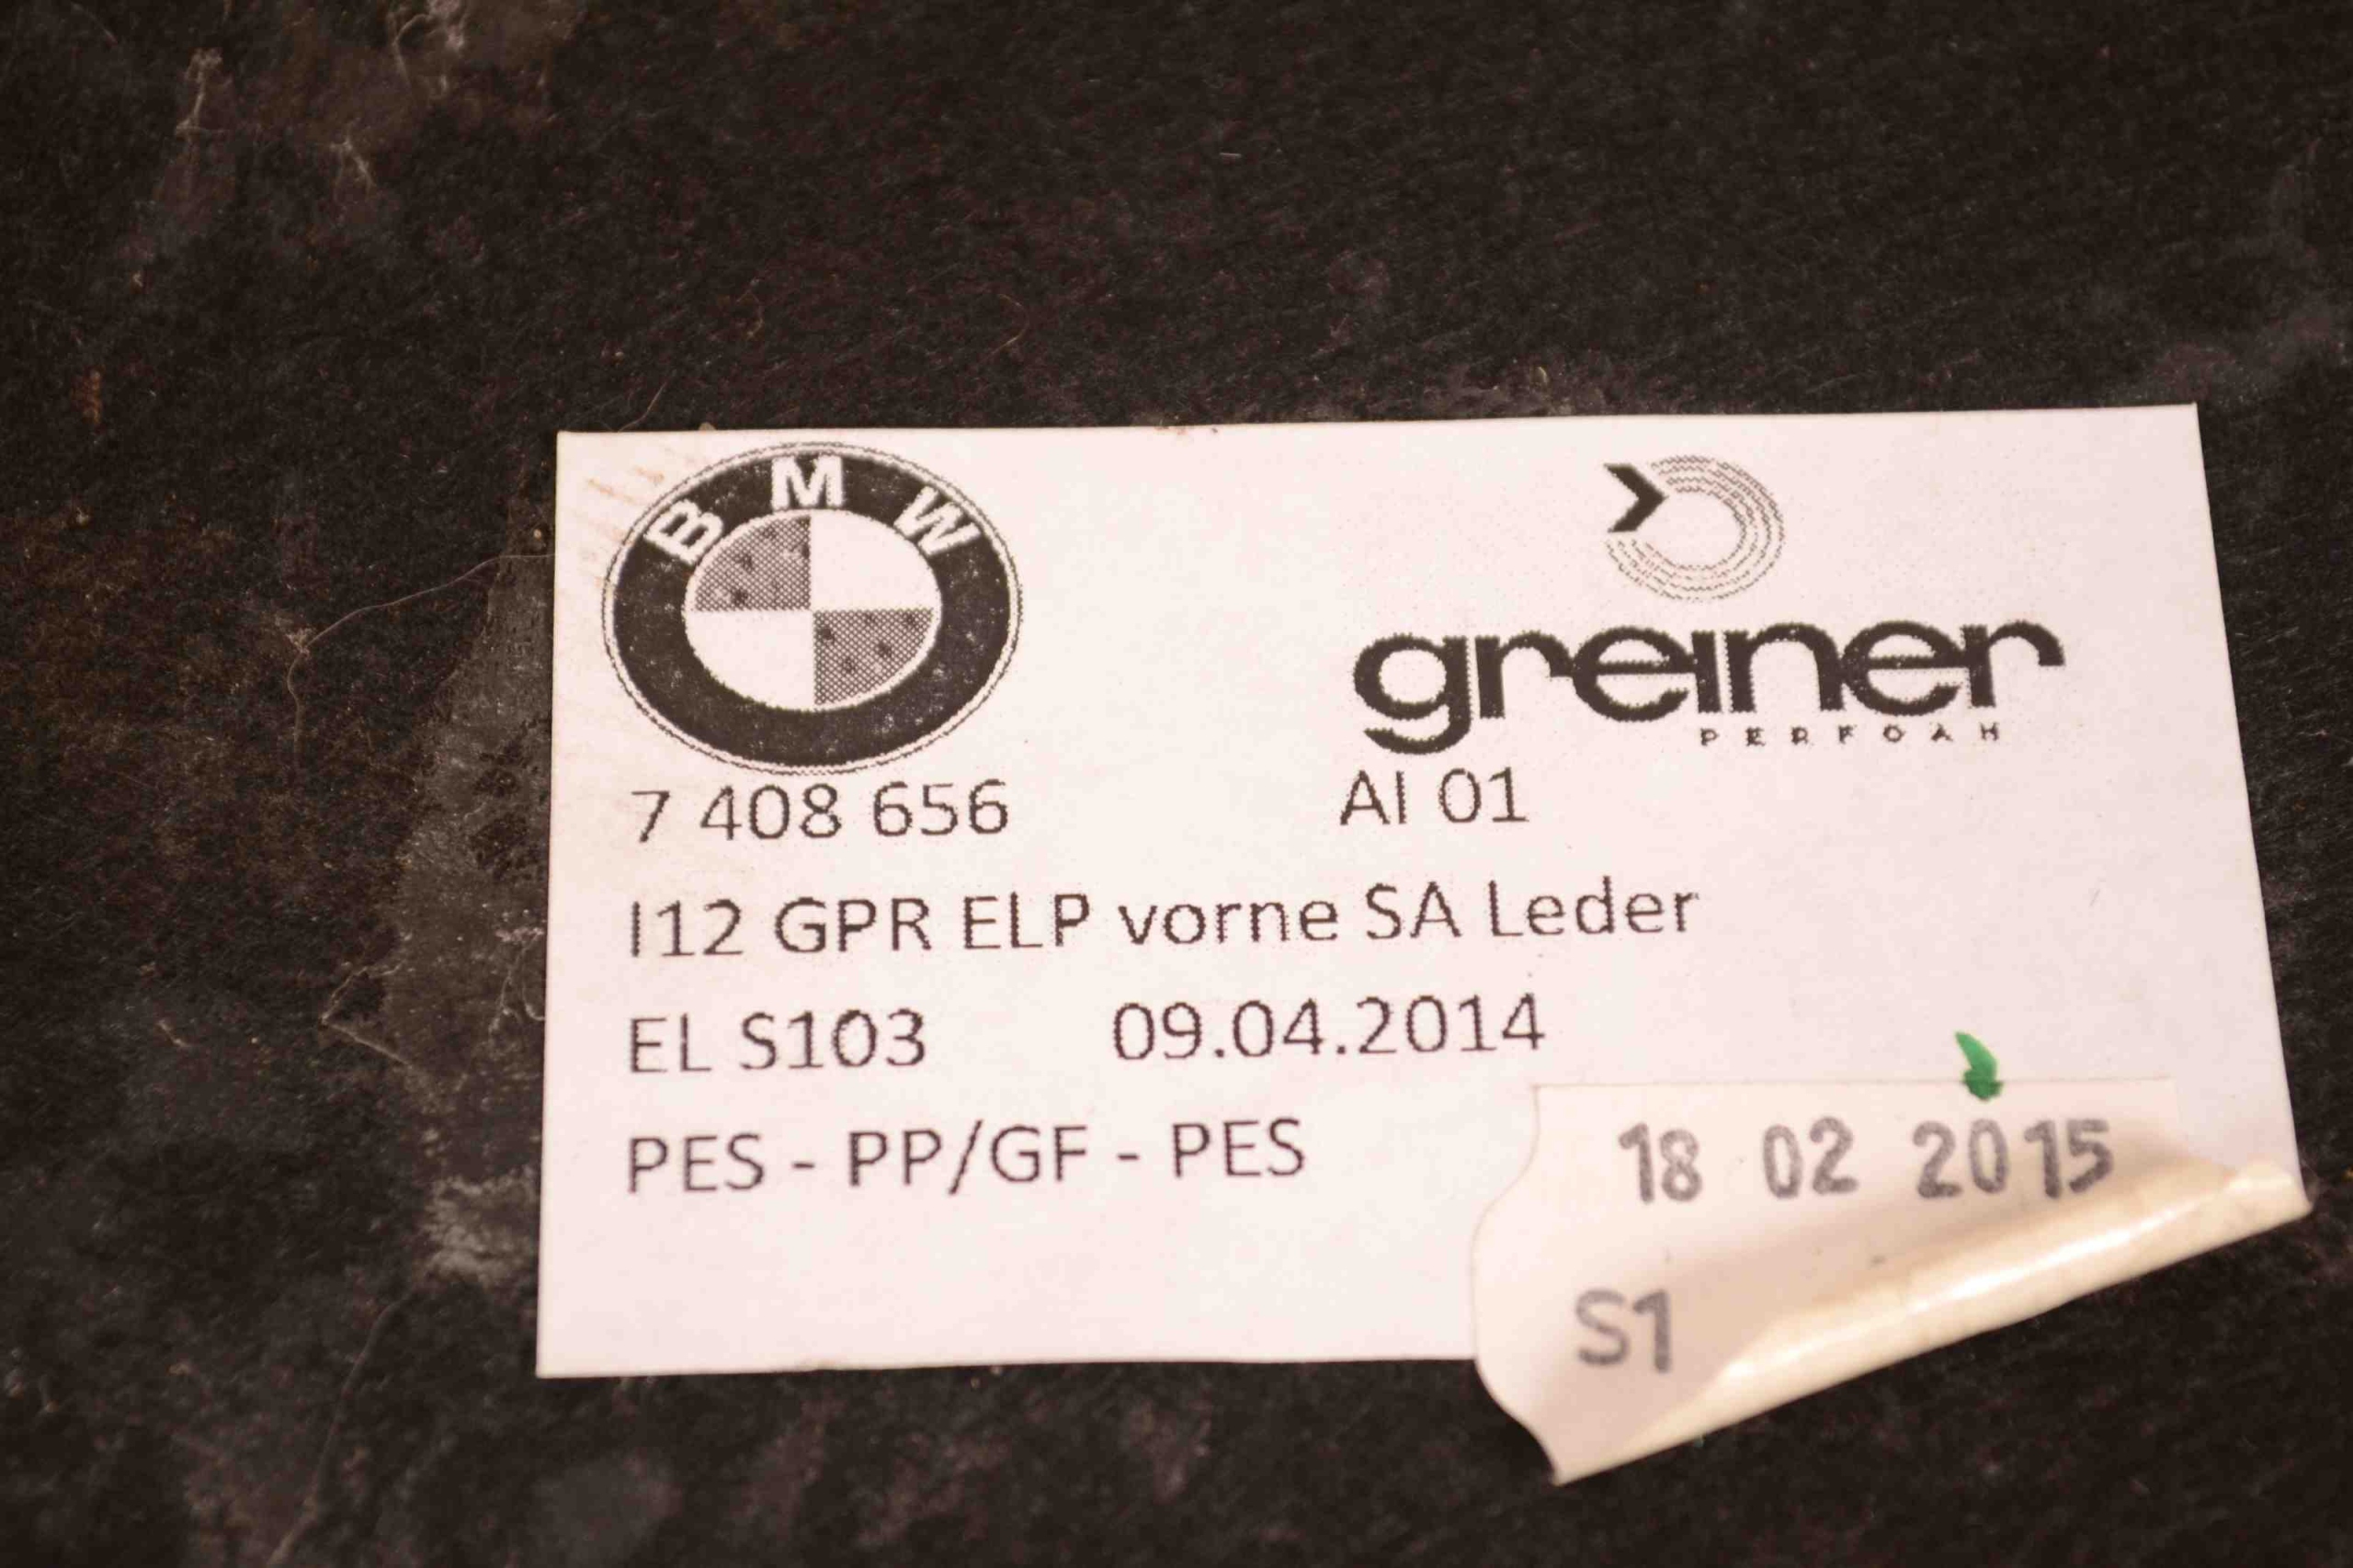 BMW
greiner
PERFOAM
7 408 656 AI 01
I12 GPR ELP vorne SA Leder
EL S103 09.04.2014
PES - PP/GF - PES
18 02 2015
S1